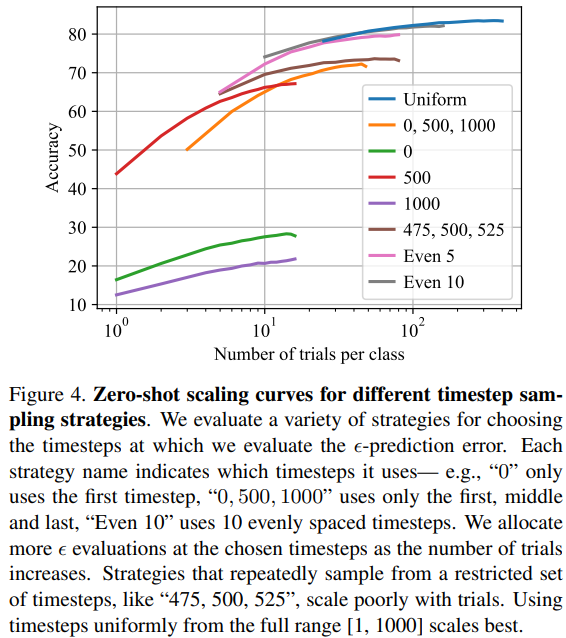 80
70
60
50
40
30
20
10
Accuracy
10^0
10^1
10^2
Number of trials per class
Uniform
0, 500, 1000
0
500
1000
475, 500, 525
Even 5
Even 10
Figure 4. Zero-shot scaling curves for different timestep sam-
pling strategies. We evaluate a variety of strategies for choosing
the timesteps at which we evaluate the ϵ-prediction error. Each
strategy name indicates which timesteps it uses— e.g., “0” only
uses the first timestep, “0, 500, 1000” uses only the first, middle
and last, “Even 10” uses 10 evenly spaced timesteps. We allocate
more ϵ evaluations at the chosen timesteps as the number of trials
increases. Strategies that repeatedly sample from a restricted set
of timesteps, like “475, 500, 525”, scale poorly with trials. Using
timesteps uniformly from the full range [1, 1000] scales best.